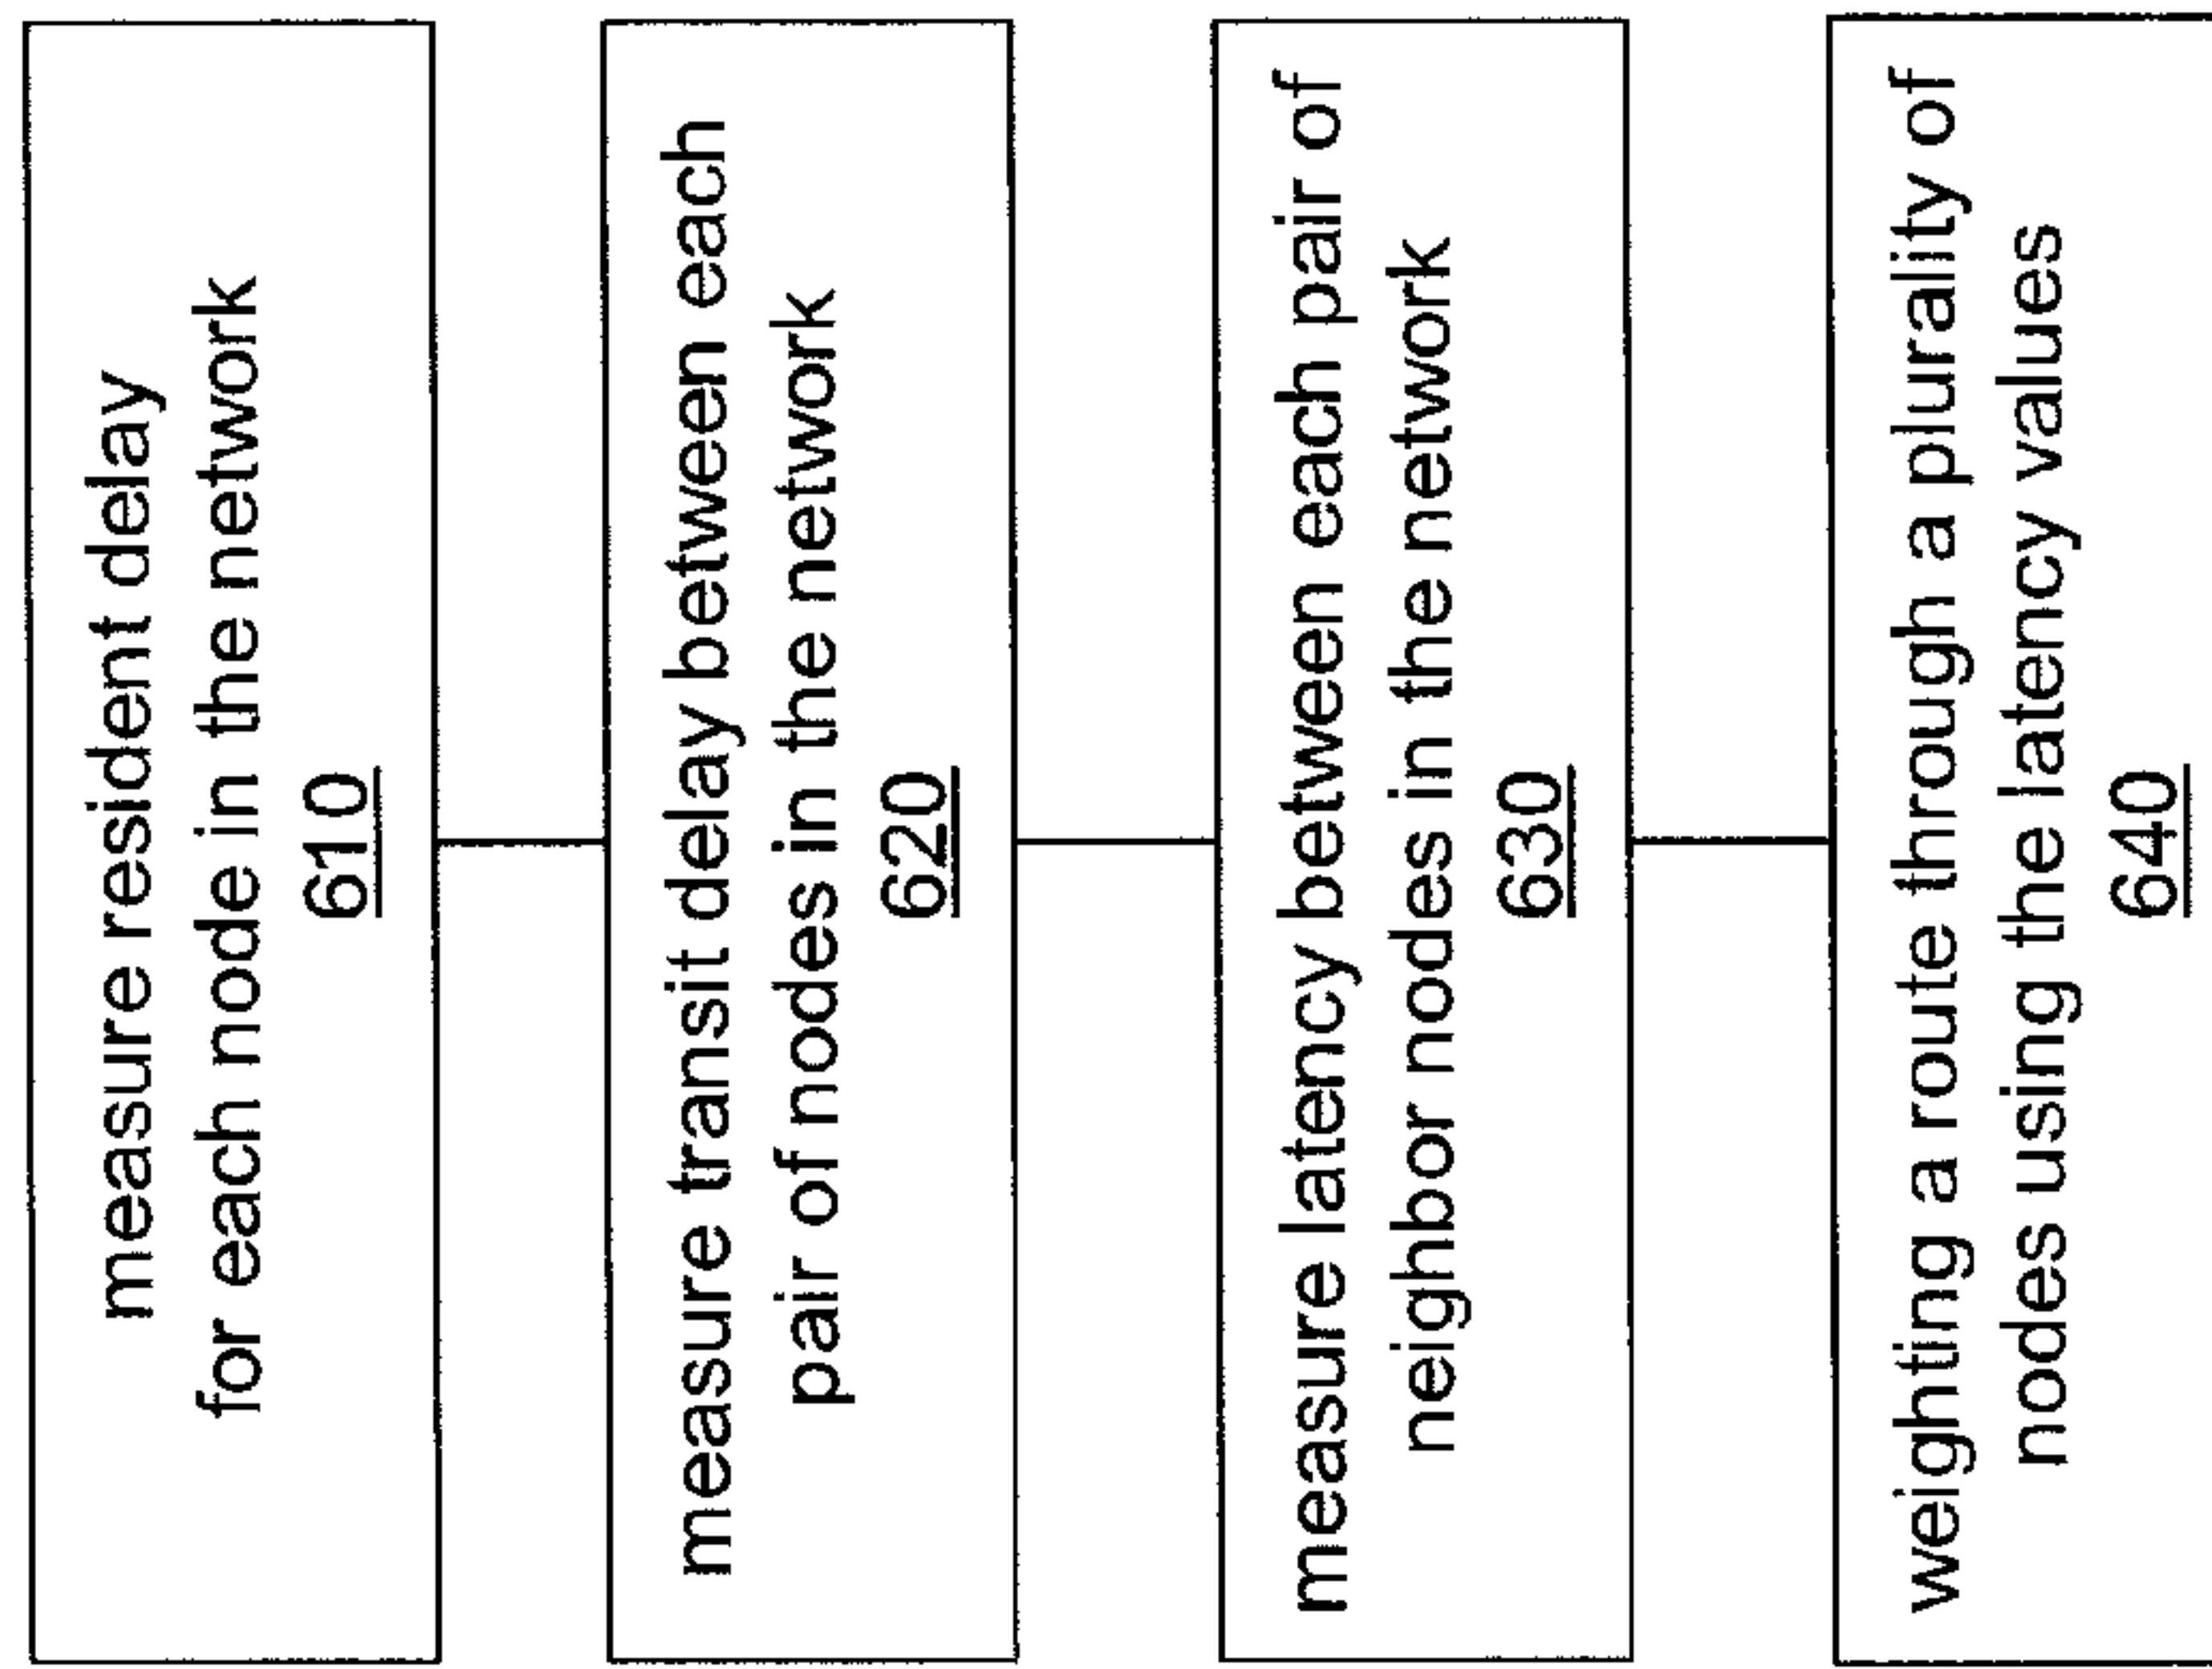 measure resident delay
for each node in the network
610
measure transit delay between each
pair of nodes in the network
620
measure latency between each pair of
neighbor nodes in the network
630
weighting a route through a plurality of
nodes using the latency values
640